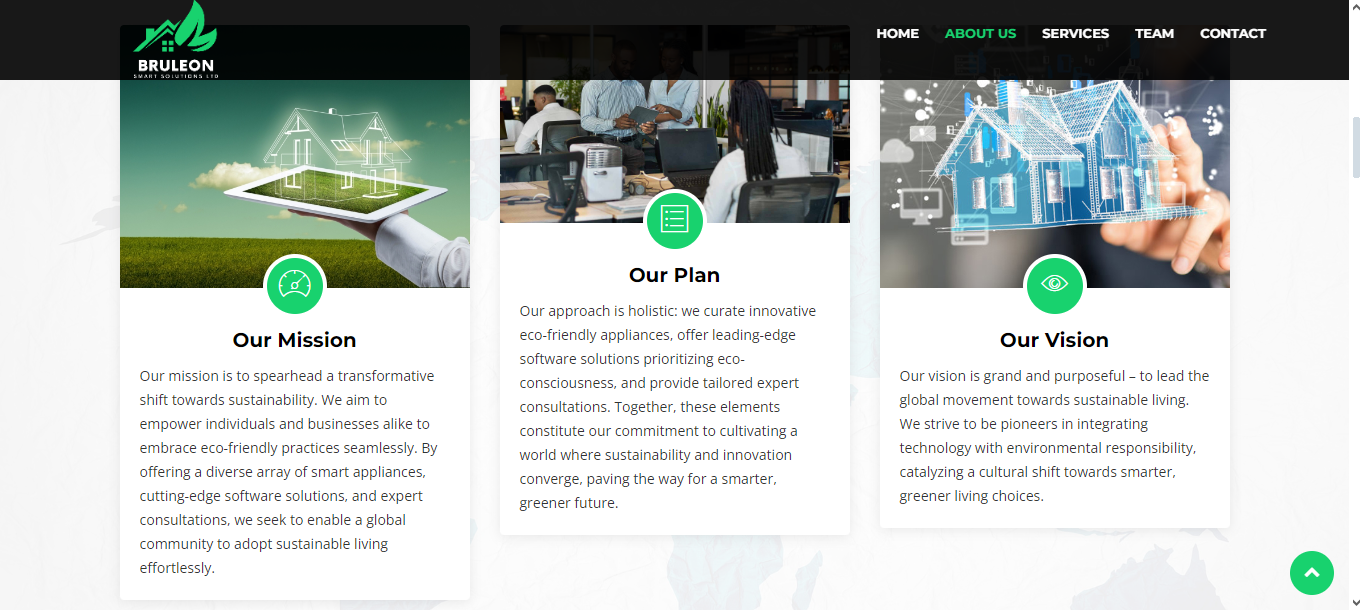 BRULEON
SMART SOLUTIONS LTD
HOME
ABOUT US
SERVICES
TEAM
CONTACT
Our Mission
Our mission is to spearhead a transformative
shift towards sustainability. We aim to
empower individuals and businesses alike to
embrace eco-friendly practices seamlessly. By
offering a diverse array of smart appliances,
cutting-edge software solutions, and expert
consultations, we seek to enable a global
community to adopt sustainable living
effortlessly.
Our Plan
Our approach is holistic: we curate innovative
eco-friendly appliances, offer leading-edge
software solutions prioritizing eco-
consciousness, and provide tailored expert
consultations. Together, these elements
constitute our commitment to cultivating a
world where sustainability and innovation
converge, paving the way for a smarter,
greener future.
Our Vision
Our vision is grand and purposeful – to lead the
global movement towards sustainable living.
We strive to be pioneers in integrating
technology with environmental responsibility,
catalyzing a cultural shift towards smarter,
greener living choices.